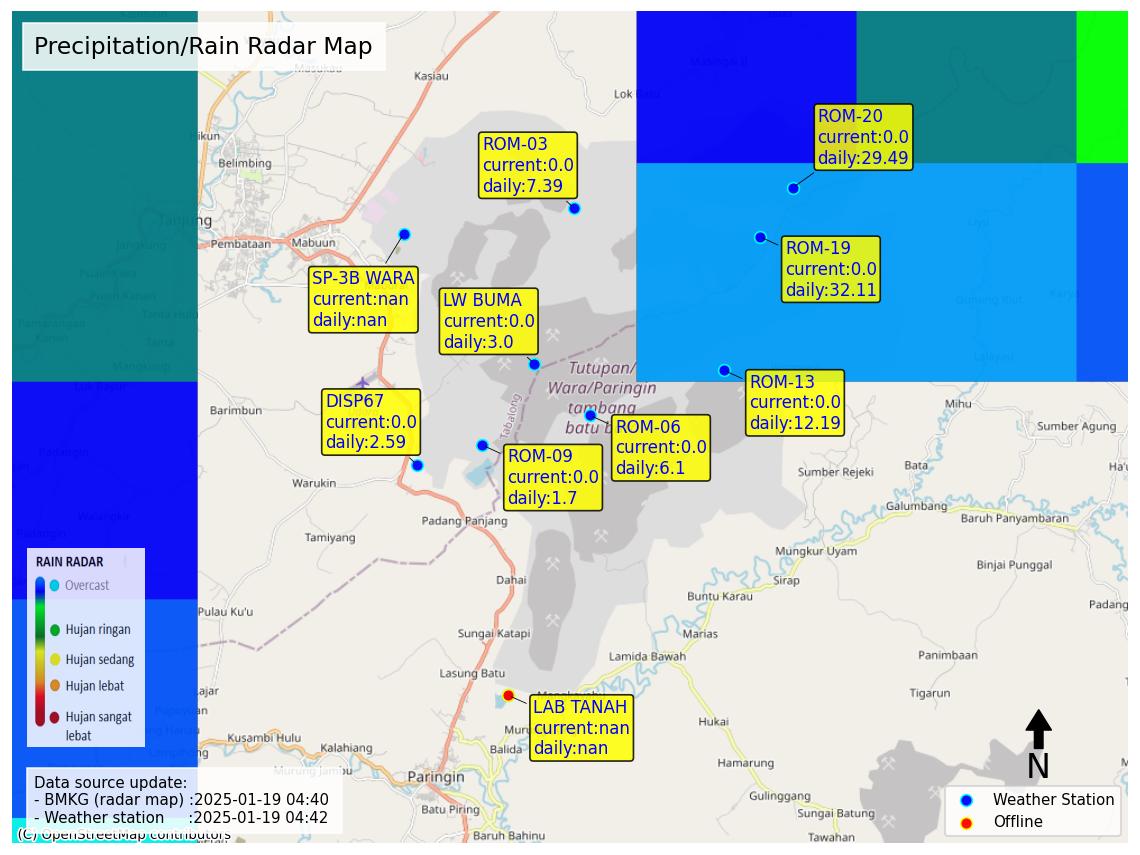 Precipitation/Rain Radar Map
Kasiau
Belimbing
Tanjung
Pembataan
Mabuun
ROM-03
current:0.0
daily:7.39
ROM-20
current:0.0
daily:29.49
ROM-19
current:0.0
daily:32.11
SP-3B WARA
current:nan
daily:nan
LW BUMA
current:0.0
daily:3.0
Tutupan/
Wara/Paringin
tambang
Tabalong
ROM-13
current:0.0
daily:12.19
DISP67
current:0.0
daily:2.59
ROM-06
current:0.0
daily:6.1
ROM-09
current:0.0
daily:1.7
Barimbun
Mihu
Sumber Agung
Bata
Sumber Rejeki
Warukin
Galumbang
Baruh Panyambaran
Padang Panjang
Tamiyang
Mungkur Uyam
Binjai Punggal
Dahai
Sirap
Buntu Karau
Pulau Ku'u
Sungai Katapi
Marias
Lamida Bawah
Panimbaan
Lasung Batu
Tigarun
RAIN RADAR
Overcast
Hujan ringan
Hujan sedang
Hujan lebat
Hujan sangat
lebat
LAB TANAH
current:nan
daily:nan
Hukai
Kusambi Hulu
Kalahiang
Balida
Hamarung
Murung Jambu
Paringin
Gulinggang
Batu Piring
Sungai Batung
Baruh Bahinu
Tawahan
N
Data source update:
- BMKG (radar map) :2025-01-19 04:40
- Weather station :2025-01-19 04:42
(C) OpenStreetMap contributors
Weather Station
Offline